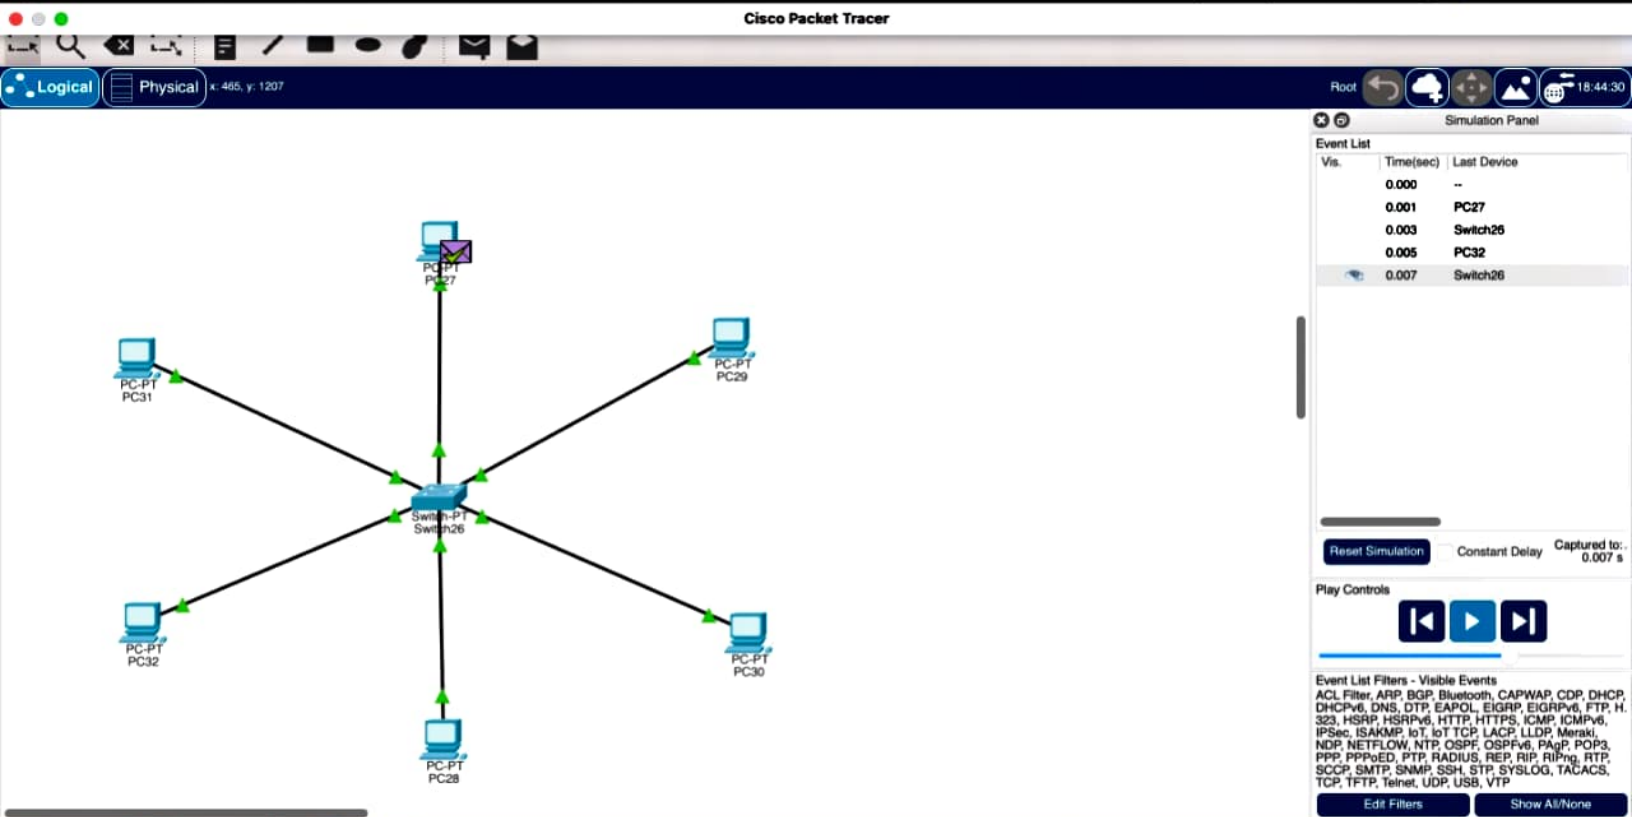 Cisco Packet Tracer
Logical Physical x: 465, y: 1207 Root 18:44:30
Simulation Panel
Event List
Vis. Time(sec) Last Device
0.000 --
0.001 PC27
0.003 Switch26
0.005 PC32
0.007 Switch26
PC-PT
PC27
PC-PT
PC29
PC-PT
PC31
Switch-PT
Switch26
PC-PT
PC32
PC-PT
PC30
PC-PT
PC28
Reset Simulation Constant Delay Captured to:.
0.007 s
Play Controls
Event List Filters - Visible Events
ACL Filter, ARP, BGP, Bluetooth, CAPWAP, CDP, DHCP,
DHCPv6, DNS, DTP, EAPOL, EIGRP, EIGRPv6, FTP, H.
323, HSRP, HSRPv6, HTTP, HTTPS, ICMP, ICMPv6,
IPSec, ISAKMP, IoT, IoT TCP, LACP, LLDP, Meraki,
NDP, NETFLOW, NTP, OSPF, OSPFv6, PAgP, POP3,
PPP, PPPoED, PTP, RADIUS, REP, RIP, RIPng, RTP,
SCCP, SMTP, SNMP, SSH, STP, SYSLOG, TACACS,
TCP, TFTP, Telnet, UDP, USB, VTP
Edit Filters Show All/None